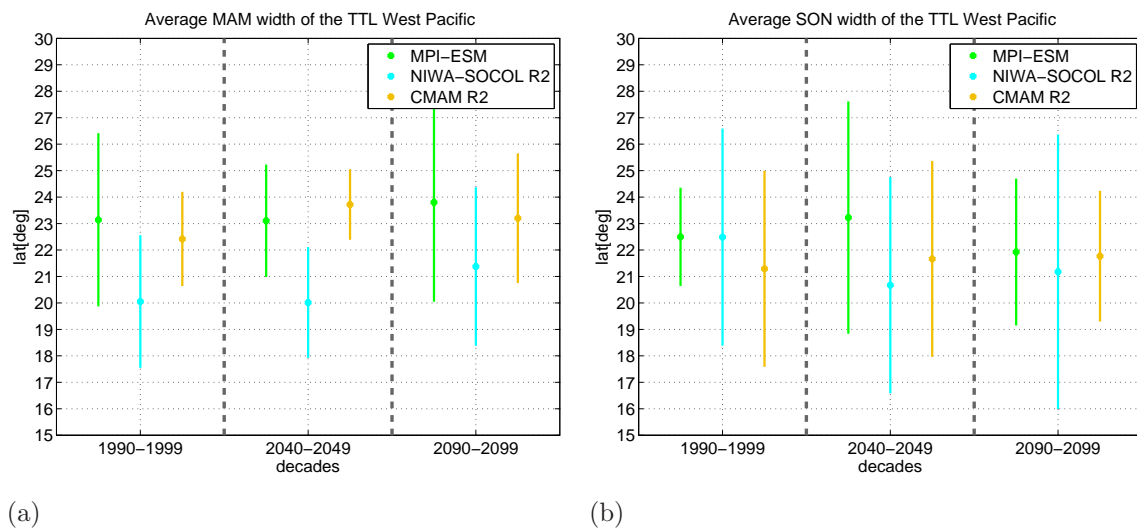 Average MAM width of the TTL West Pacific
30
29
28
27
26
25
24
23
22
21
20
19
18
17
16
15
lat[deg]
MPI−ESM
NIWA−SOCOL R2
CMAM R2
1990−1999 2040−2049 2090−2099
decades
(a)
Average SON width of the TTL West Pacific
30
29
28
27
26
25
24
23
22
21
20
19
18
17
16
15
lat[deg]
MPI−ESM
NIWA−SOCOL R2
CMAM R2
1990−1999 2040−2049 2090−2099
decades
(b)